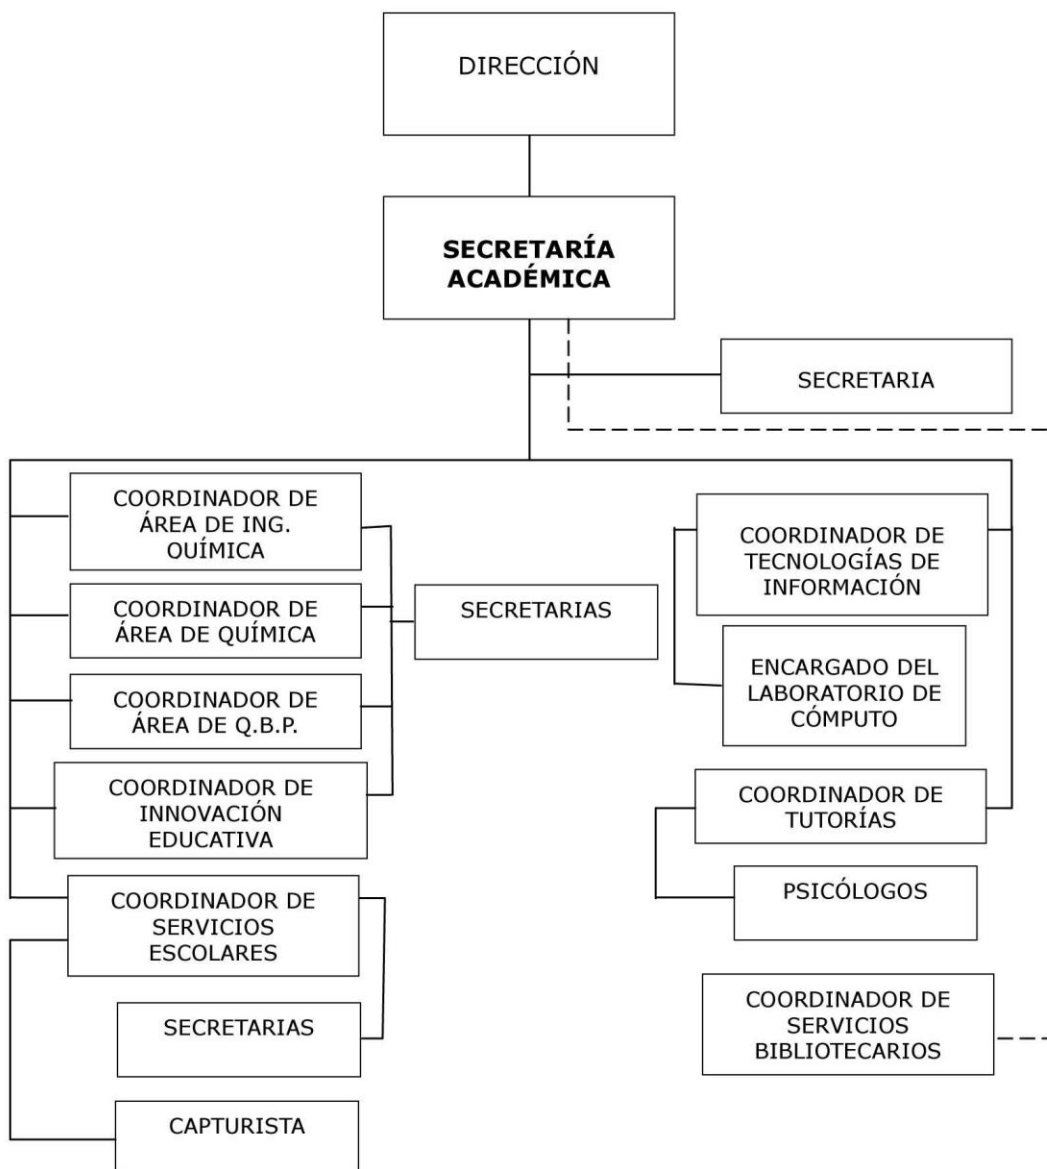 DIRECCIÓN
SECRETARÍA
ACADÉMICA
SECRETARIA
COORDINADOR DE
ÁREA DE ING.
QUÍMICA
COORDINADOR DE
ÁREA DE QUÍMICA
COORDINADOR DE
ÁREA DE Q.B.P.
COORDINADOR DE
INNOVACIÓN
EDUCATIVA
COORDINADOR DE
SERVICIOS
ESCOLARES
SECRETARIAS
CAPTURISTA
SECRETARIAS
COORDINADOR DE
TECNOLOGÍAS DE
INFORMACIÓN
ENCARGADO DEL
LABORATORIO DE
CÓMPUTO
COORDINADOR DE
TUTORÍAS
PSICÓLOGOS
COORDINADOR DE
SERVICIOS
BIBLIOTECARIOS